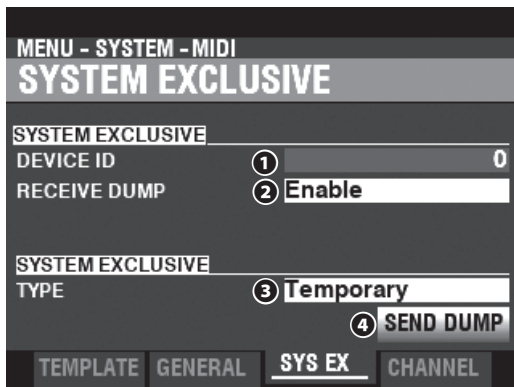 MENU - SYSTEM - MIDI
SYSTEM EXCLUSIVE
SYSTEM EXCLUSIVE
DEVICE ID 1 0
RECEIVE DUMP 2 Enable
SYSTEM EXCLUSIVE
TYPE 3 Temporary
4 SEND DUMP
TEMPLATE GENERAL SYS EX CHANNEL